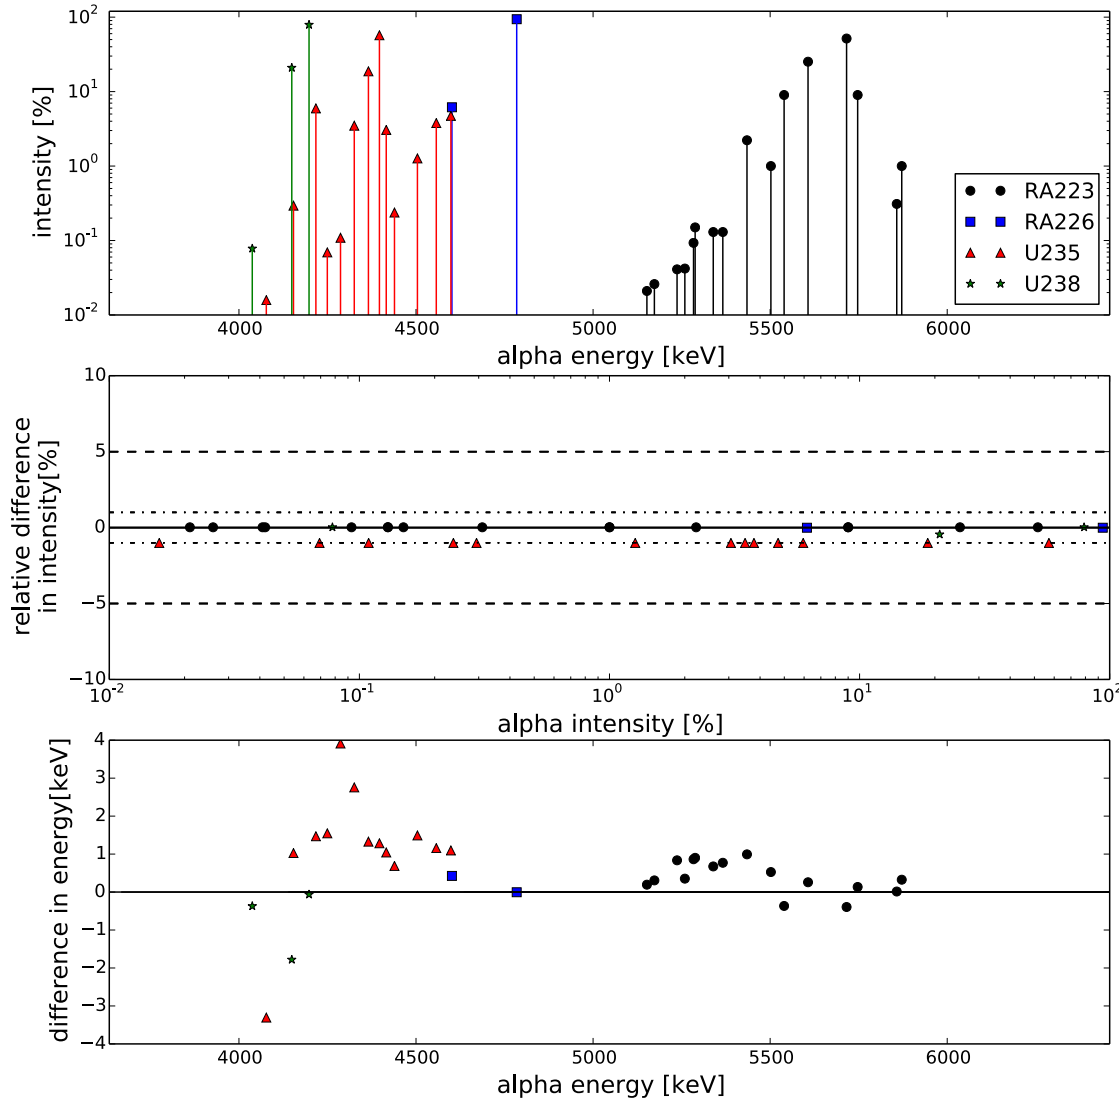 10^2
10^1
10^0
10^-1
10^-2
intensity [%]
4000 4500 5000 5500 6000
alpha energy [keV]
RA223
RA226
U235
U238
10
5
0
−5
−10
relative difference
in intensity[%]
10^-2 10^-1 10^0 10^1 10^2
alpha intensity [%]
4
3
2
1
0
−1
−2
−3
−4
difference in energy[keV]
4000 4500 5000 5500 6000
alpha energy [keV]